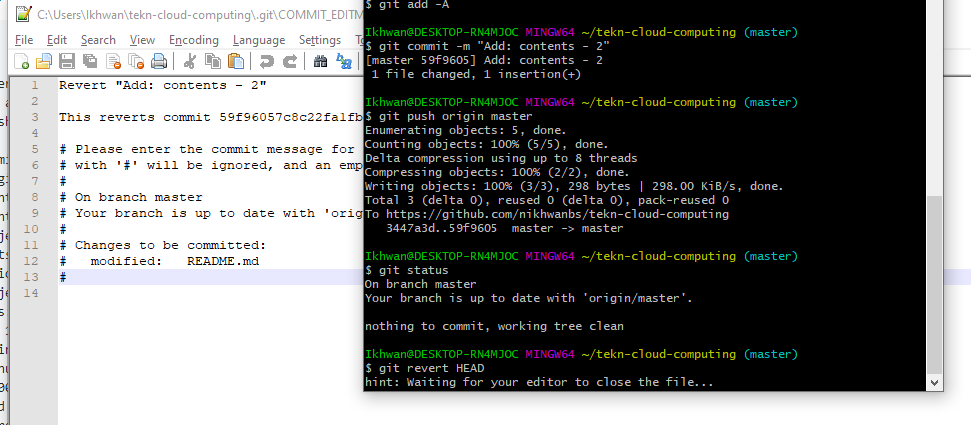 C:\Users\Ikhwan\tekn-cloud-computing\.git\COMMIT_EDITM
File Edit Search View Encoding Language Settings
1 Revert "Add: contents - 2"
2
3 This reverts commit 59f96057c8c22fa1fb
4
5 # Please enter the commit message for
6 # with '#' will be ignored, and an emp
7 #
8 # On branch master
9 # Your branch is up to date with 'orig
10 #
11 # Changes to be committed:
12 #   modified:   README.md
13 #
14
$ git add -A
Ikhwan@DESKTOP-RN4MJOC MINGW64 ~/tekn-cloud-computing (master)
$ git commit -m "Add: contents - 2"
[master 59f9605] Add: contents - 2
1 file changed, 1 insertion(+)
Ikhwan@DESKTOP-RN4MJOC MINGW64 ~/tekn-cloud-computing (master)
$ git push origin master
Enumerating objects: 5, done.
Counting objects: 100% (5/5), done.
Delta compression using up to 8 threads
Compressing objects: 100% (2/2), done.
Writing objects: 100% (3/3), 298 bytes | 298.00 KiB/s, done.
Total 3 (delta 0), reused 0 (delta 0), pack-reused 0
To https://github.com/nikhwanbs/tekn-cloud-computing
3447a3d..59f9605  master -> master
Ikhwan@DESKTOP-RN4MJOC MINGW64 ~/tekn-cloud-computing (master)
$ git status
On branch master
Your branch is up to date with 'origin/master'.
nothing to commit, working tree clean
Ikhwan@DESKTOP-RN4MJOC MINGW64 ~/tekn-cloud-computing (master)
$ git revert HEAD
hint: Waiting for your editor to close the file...